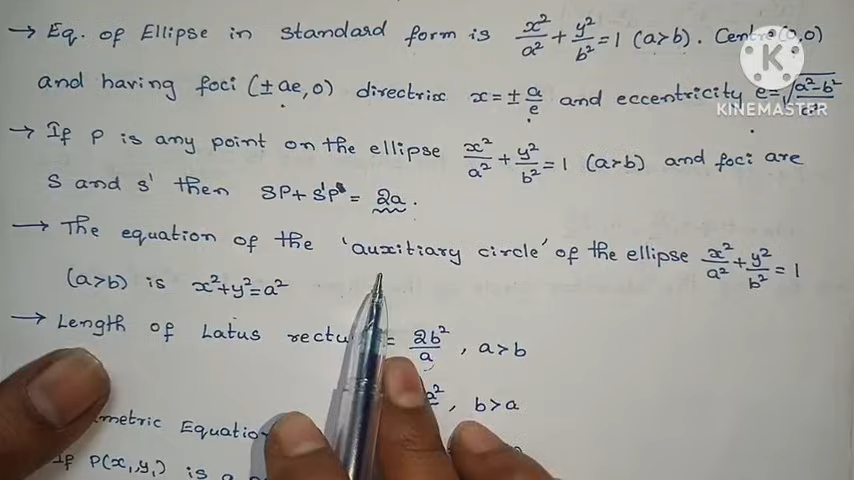 → Eq. of Ellipse in standard form is x²/a² + y²/b² = 1 (a>b). Centre (0,0)
and having foci (±ae, 0) directrix x = ± a/e and eccentricity e = √(a²-b²
→ If P is any point on the ellipse x²/a² + y²/b² = 1 (a>b) and foci are
S and S' then SP + S'P = 2a.
→ The equation of the 'auxitiary circle' of the ellipse x²/a² + y²/b² = 1
(a>b) is x²+y²=a²
→ Length of Latus rectu = 2b²/a , a>b
a² , b>a
metric Equatio
If P(x₁,y₁) is a
K
KINEMASTER